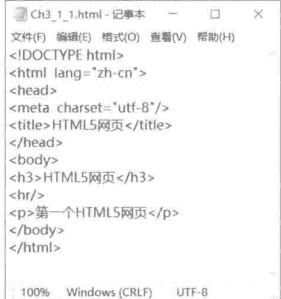 Ch3_1_1.html - 记事本
文件(F) 编辑(E) 格式(O) 查看(V) 帮助(H)
<!DOCTYPE html>
<html lang="zh-cn">
<head>
<meta charset="utf-8"/>
<title>HTML5网页</title>
</head>
<body>
<h3>HTML5网页</h3>
<hr/>
<p>第一个HTML5网页</p>
</body>
</html>
100% Windows (CRLF) UTF-8